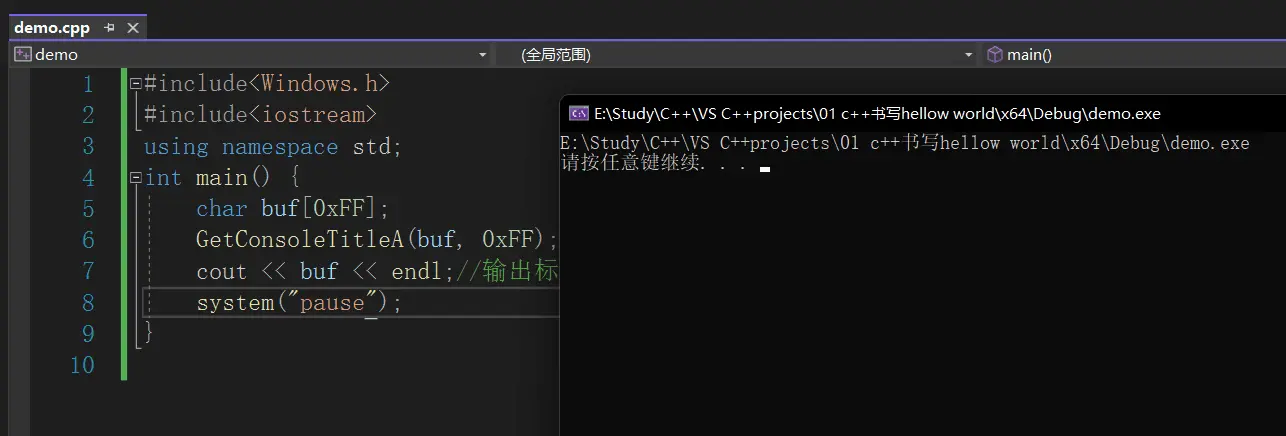 demo.cpp
demo
(全局范围)
main()
1 #include<Windows.h>
2 #include<iostream>
3 using namespace std;
4 int main() {
5 char buf[0xFF];
6 GetConsoleTitleA(buf, 0xFF);
7 cout << buf << endl;//输出标
8 system("pause");
9 }
10
E:\Study\C++\VS C++projects\01 c++书写hellow world\x64\Debug\demo.exe
E:\Study\C++\VS C++projects\01 c++书写hellow world\x64\Debug\demo.exe
请按任意键继续. . .